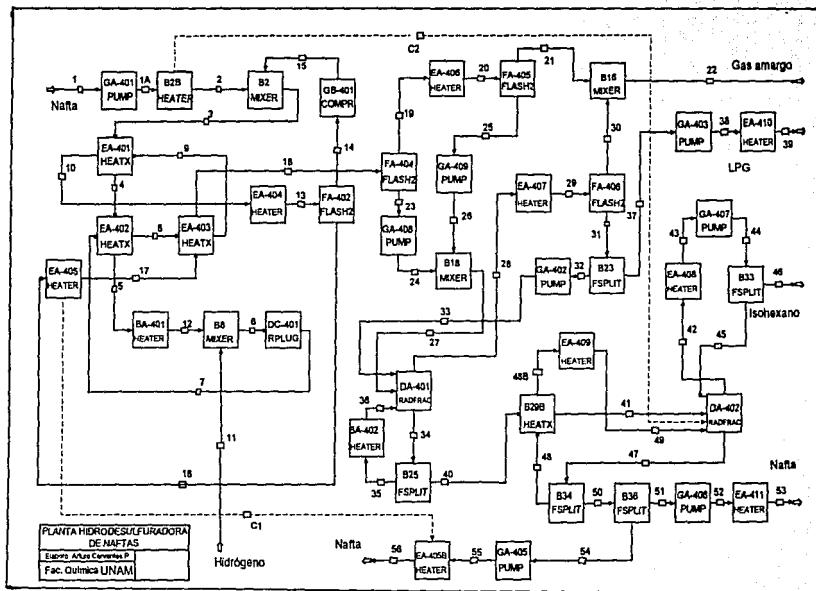 C2
1
GA-401
PUMP
1A
B2B
HEATER
2
B2
MIXER
15
GB-401
COMPR
Nafta
3
14
EA-401
HEATX
10
9
4
18
EA-402
HEATX
8
EA-403
HEATX
EA-404
HEATER
13
FA-402
FLASH2
EA-405
HEATER
17
5
BA-401
HEATER
12
B8
MIXER
6
DC-401
RPLUG
7
11
16
C1
Hidrógeno
19
EA-406
HEATER
20
FA-405
FLASH2
21
B16
MIXER
22
Gas amargo
FA-404
FLASH2
25
GA-409
PUMP
23
GA-408
PUMP
26
24
B18
MIXER
28
EA-407
HEATER
29
FA-406
FLASH2
30
31
37
GA-403
PUMP
38
EA-410
HEATER
39
LPG
GA-402
PUMP
32
B23
FSPLIT
33
27
43
GA-407
PUMP
44
EA-408
HEATER
B33
FSPLIT
46
Isohexano
42
45
DA-401
RADFRAC
36
BA-402
HEATER
34
35
B25
FSPLIT
40
48B
EA-409
HEATER
B29B
HEATX
41
49
DA-402
RADFRAC
48
47
B34
FSPLIT
50
B36
FSPLIT
51
GA-406
PUMP
52
EA-411
HEATER
53
Nafta
Nafta
56
EA-405B
HEATER
55
GA-405
PUMP
54
PLANTA HIDRODESULFURADORA
DE NAFTAS
Elaboró: Arturo Cervantes P.
Fac. Química UNAM